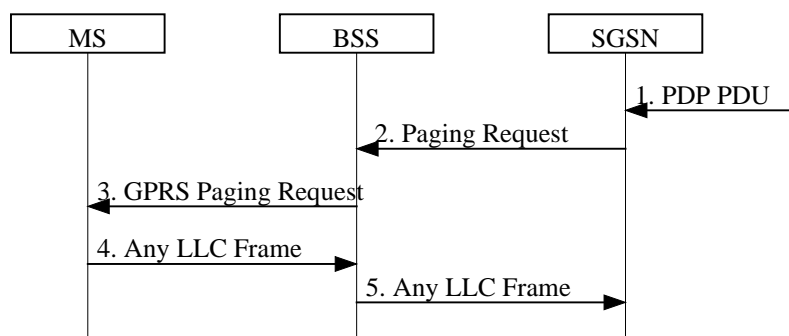 MS
BSS
SGSN
1. PDP PDU
2. Paging Request
3. GPRS Paging Request
4. Any LLC Frame
5. Any LLC Frame